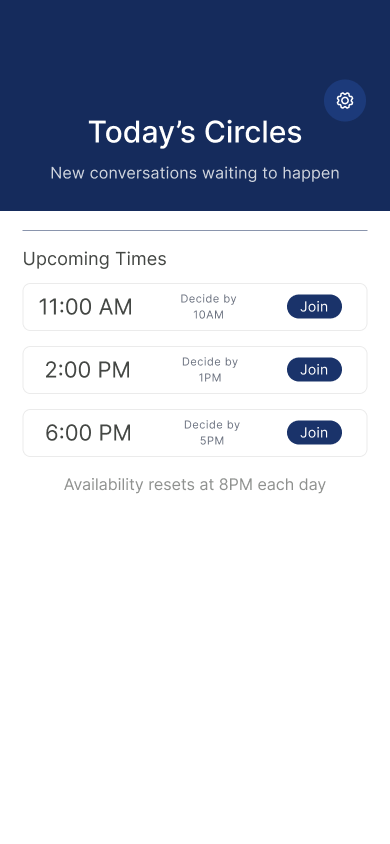 Today’s Circles
New conversations waiting to happen
Upcoming Times
11:00 AM
Decide by
10AM
Join
2:00 PM
Decide by
1PM
Join
6:00 PM
Decide by
5PM
Join
Availability resets at 8PM each day